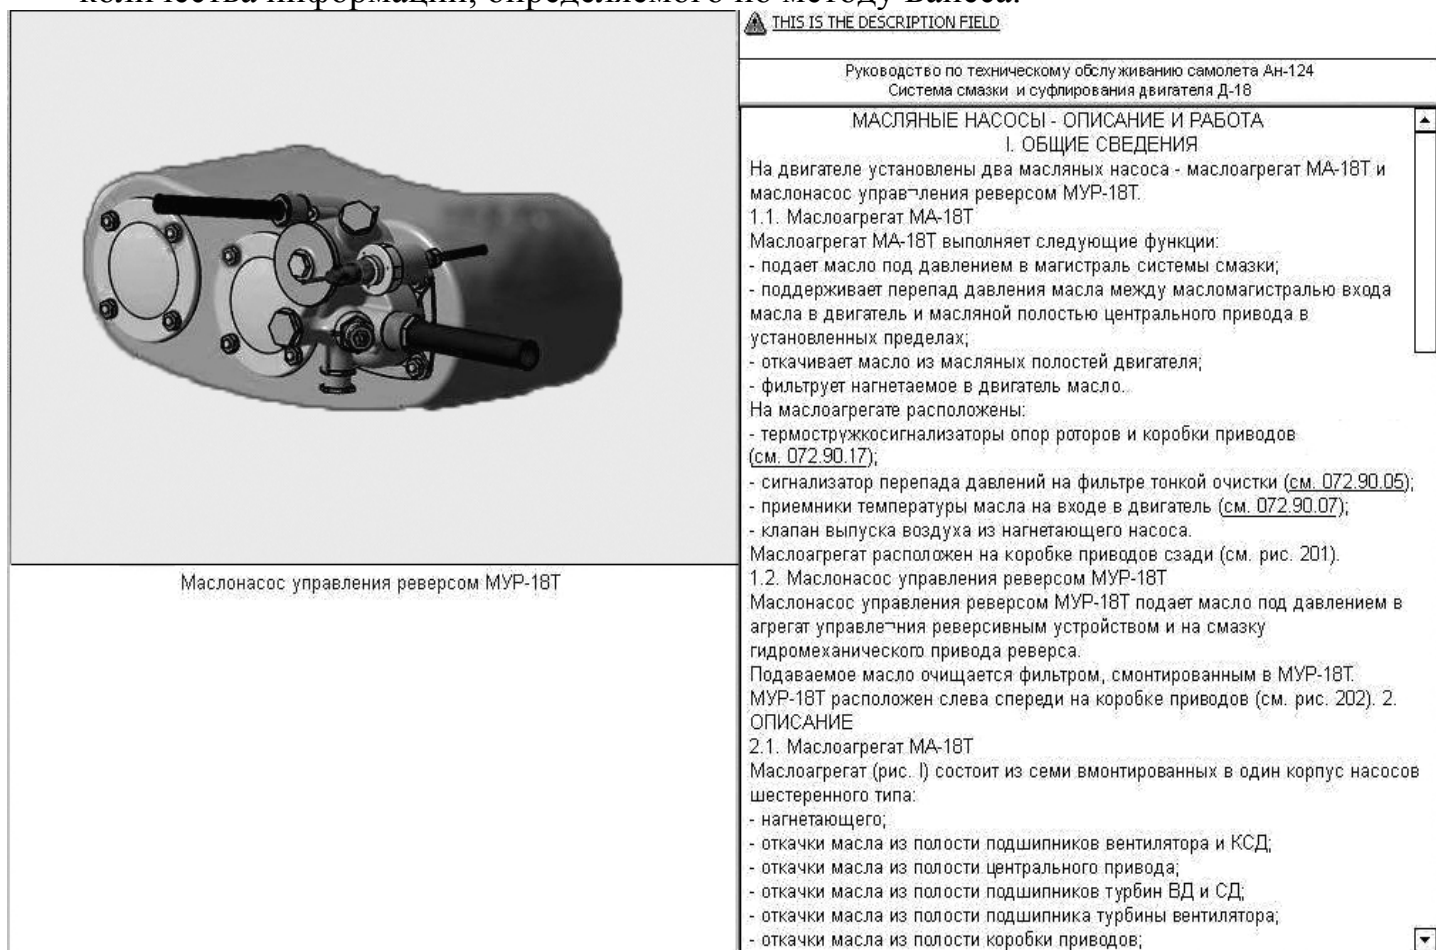 количества информации, определяемого по методу Байеса.
THIS IS THE DESCRIPTION FIELD
Руководство по техническому обслуживанию самолета Ан-124
Система смазки и суфлирования двигателя Д-18
МАСЛЯНЫЕ НАСОСЫ - ОПИСАНИЕ И РАБОТА
I. ОБЩИЕ СВЕДЕНИЯ
На двигателе установлены два масляных насоса - маслоагрегат МА-18Т и
маслонасос управ¬ления реверсом МУР-18Т.
1.1. Маслоагрегат МА-18Т
Маслоагрегат МА-18Т выполняет следующие функции:
- подает масло под давлением в магистраль системы смазки;
- поддерживает перепад давления масла между масломагистралью входа
масла в двигатель и масляной полостью центрального привода в
установленных пределах;
- откачивает масло из масляных полостей двигателя;
- фильтрует нагнетаемое в двигатель масло.
На маслоагрегате расположены:
- термостружкосигнализаторы опор роторов и коробки приводов
(см. 072.90.17);
- сигнализатор перепада давлений на фильтре тонкой очистки (см. 072.90.05);
- приемники температуры масла на входе в двигатель (см. 072.90.07);
- клапан выпуска воздуха из нагнетающего насоса.
Маслоагрегат расположен на коробке приводов сзади (см. рис. 201).
1.2. Маслонасос управления реверсом МУР-18Т
Маслонасос управления реверсом МУР-18Т подает масло под давлением в
агрегат управле¬ния реверсивным устройством и на смазку
гидромеханического привода реверса.
Подаваемое масло очищается фильтром, смонтированным в МУР-18Т.
МУР-18Т расположен слева спереди на коробке приводов (см. рис. 202). 2.
ОПИСАНИЕ
2.1. Маслоагрегат МА-18Т
Маслоагрегат (рис. I) состоит из семи вмонтированных в один корпус насосов
шестеренного типа:
- нагнетающего;
- откачки масла из полости подшипников вентилятора и КСД;
- откачки масла из полости центрального привода;
- откачки масла из полости подшипников турбин ВД и СД;
- откачки масла из полости подшипника турбины вентилятора;
- откачки масла из полости коробки приводов;
Маслонасос управления реверсом МУР-18Т